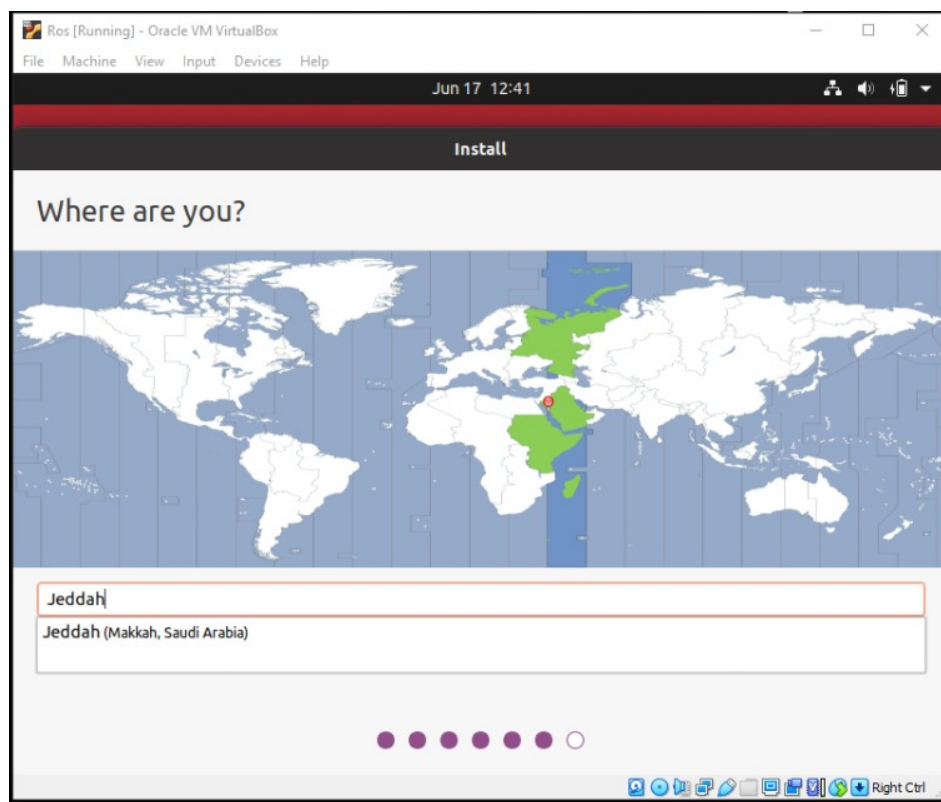 Ros [Running] - Oracle VM VirtualBox
File Machine View Input Devices Help
Jun 17 12:41
Install
Where are you?
Jeddah
Jeddah (Makkah, Saudi Arabia)
Right Ctrl